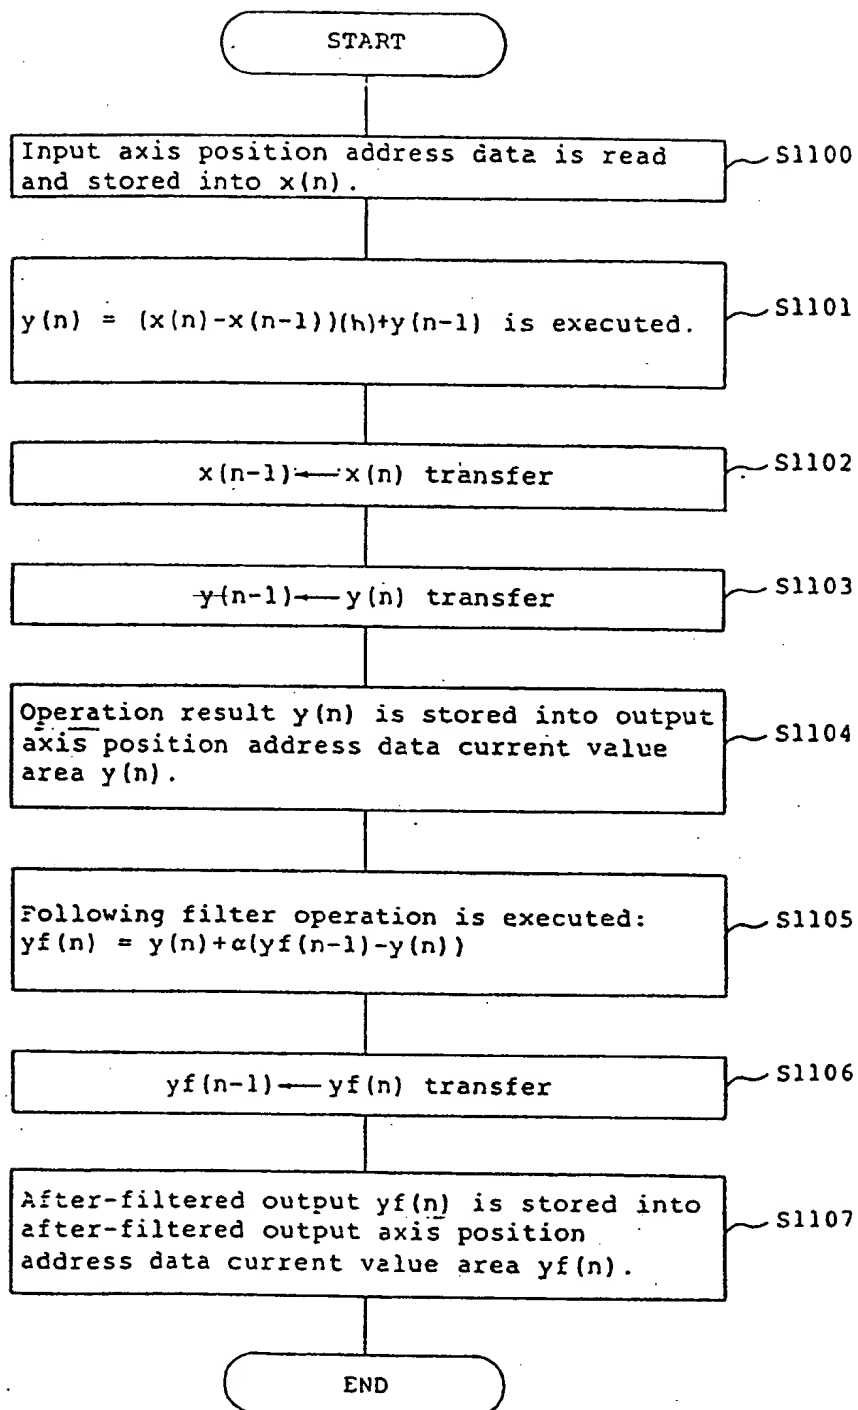 START
Input axis position address data is read
and stored into x(n).
S1100
y(n) = (x(n)-x(n-1))(h)+y(n-1) is executed.
S1101
x(n-1)←x(n) transfer
S1102
y(n-1)←y(n) transfer
S1103
Operation result y(n) is stored into output
axis position address data current value
area y(n).
S1104
Following filter operation is executed:
yf(n) = y(n)+α(yf(n-1)-y(n))
S1105
yf(n-1)←yf(n) transfer
S1106
After-filtered output yf(n) is stored into
after-filtered output axis position
address data current value area yf(n).
S1107
END